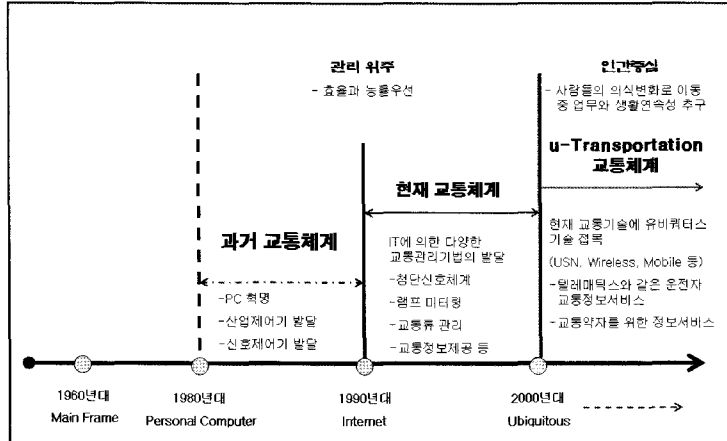 관리 위주
- 효율과 능률우선
인간중심
- 사람들의 의식변화로 이동
중 업무와 생활연속성 추구
u-Transportation
교통체계
현재 교통체계
과거 교통체계
-PC 혁명
-산업제어기 발달
-신호제어기 발달
IT에 의한 다양한
교통관리기법의 발달
-첨단신호체계
-램프 미터링
-교통류 관리
-교통정보제공 등
현재 교통기술에 유비쿼터스
기술 접목
(USN, Wireless, Mobile 등)
-텔레매틱스와 같은 운전자
교통정보서비스
-교통약자를 위한 정보서비스
1960년대
Main Frame
1980년대
Personal Computer
1990년대
Internet
2000년대
Ubiquitous